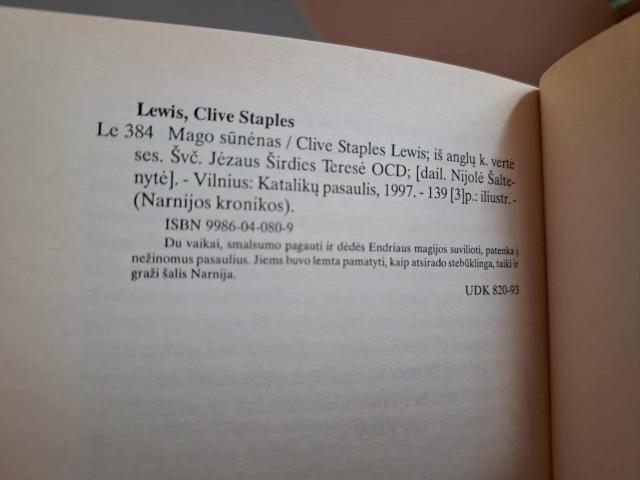 Lewis, Clive Staples
Le 384 Mago sūnėnas / Clive Staples Lewis; iš anglų k. vertė
ses. Švč. Jėzaus Širdies Teresė OCD; [dail. Nijolė Šalte-
nytė]. - Vilnius: Katalikų pasaulis, 1997. - 139 [3]p.: iliustr. -
(Narnijos kronikos).
ISBN 9986-04-080-9
Du vaikai, smalsumo pagauti ir dėdės Endriaus magijos suvilioti, patenka į
nežinomus pasaulius. Jiems buvo lemta pamatyti, kaip atsirado stebūklinga, taiki ir
graži šalis Narnija.
UDK 820-93